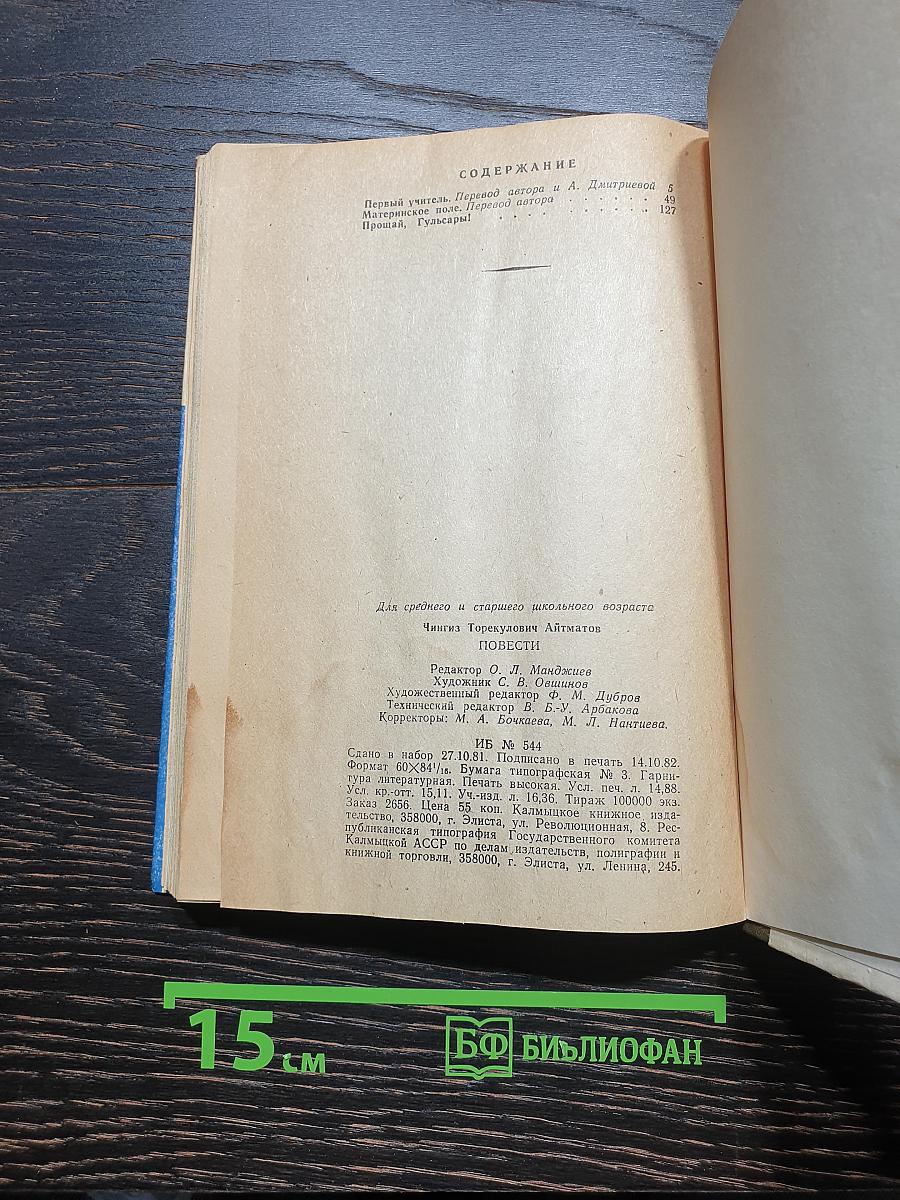 СОДЕРЖАНИЕ
Первый учитель. Перевод автора и А. Дмитриевой 5
Материнское поле. Перевод автора . . . . . . 49
Прощай, Гульсары! . . . . . . . . . 127
Для среднего и старшего школьного возраста
Чингиз Торекулович Айтматов
ПОВЕСТИ
Редактор О. Л. Манджиев
Художник С. В. Овшинов
Художественный редактор Ф. М. Дубров
Технический редактор В. Б.-У. Арбакова
Корректоры: М. А. Бочкаева, М. Л. Нантиева.
ИБ № 544
Сдано в набор 27.10.81. Подписано в печать 14.10.82.
Формат 60×84¹/₁₆. Бумага типографская № 3. Гарни-
тура литературная. Печать высокая. Усл. печ. л. 14,88.
Усл. кр.-отт. 15,11. Уч.-изд. л. 16,36. Тираж 100000 экз.
Заказ 2656. Цена 55 коп. Калмыцкое книжное изда-
тельство, 358000, г. Элиста, ул. Революционная, 8. Рес-
публиканская типография Государственного комитета
Калмыцкой АССР по делам издательств, полиграфии и
книжной торговли, 358000, г. Элиста, ул. Ленина, 245.
15 см
БФ БИБЛИОФАН